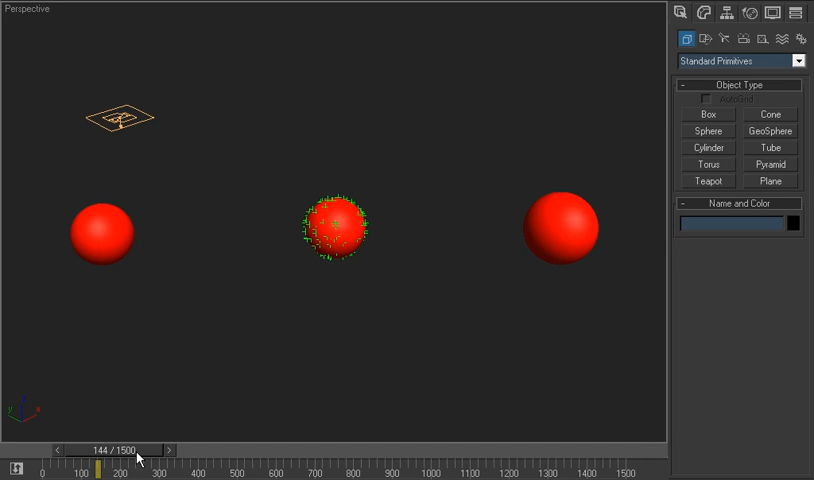 Perspective
Standard Primitives
- Object Type
AutoGrid
Box Cone
Sphere GeoSphere
Cylinder Tube
Torus Pyramid
Teapot Plane
- Name and Color
y x
< 144 / 1500 >
0 100 200 300 400 500 600 700 800 900 1000 1100 1200 1300 1400 1500